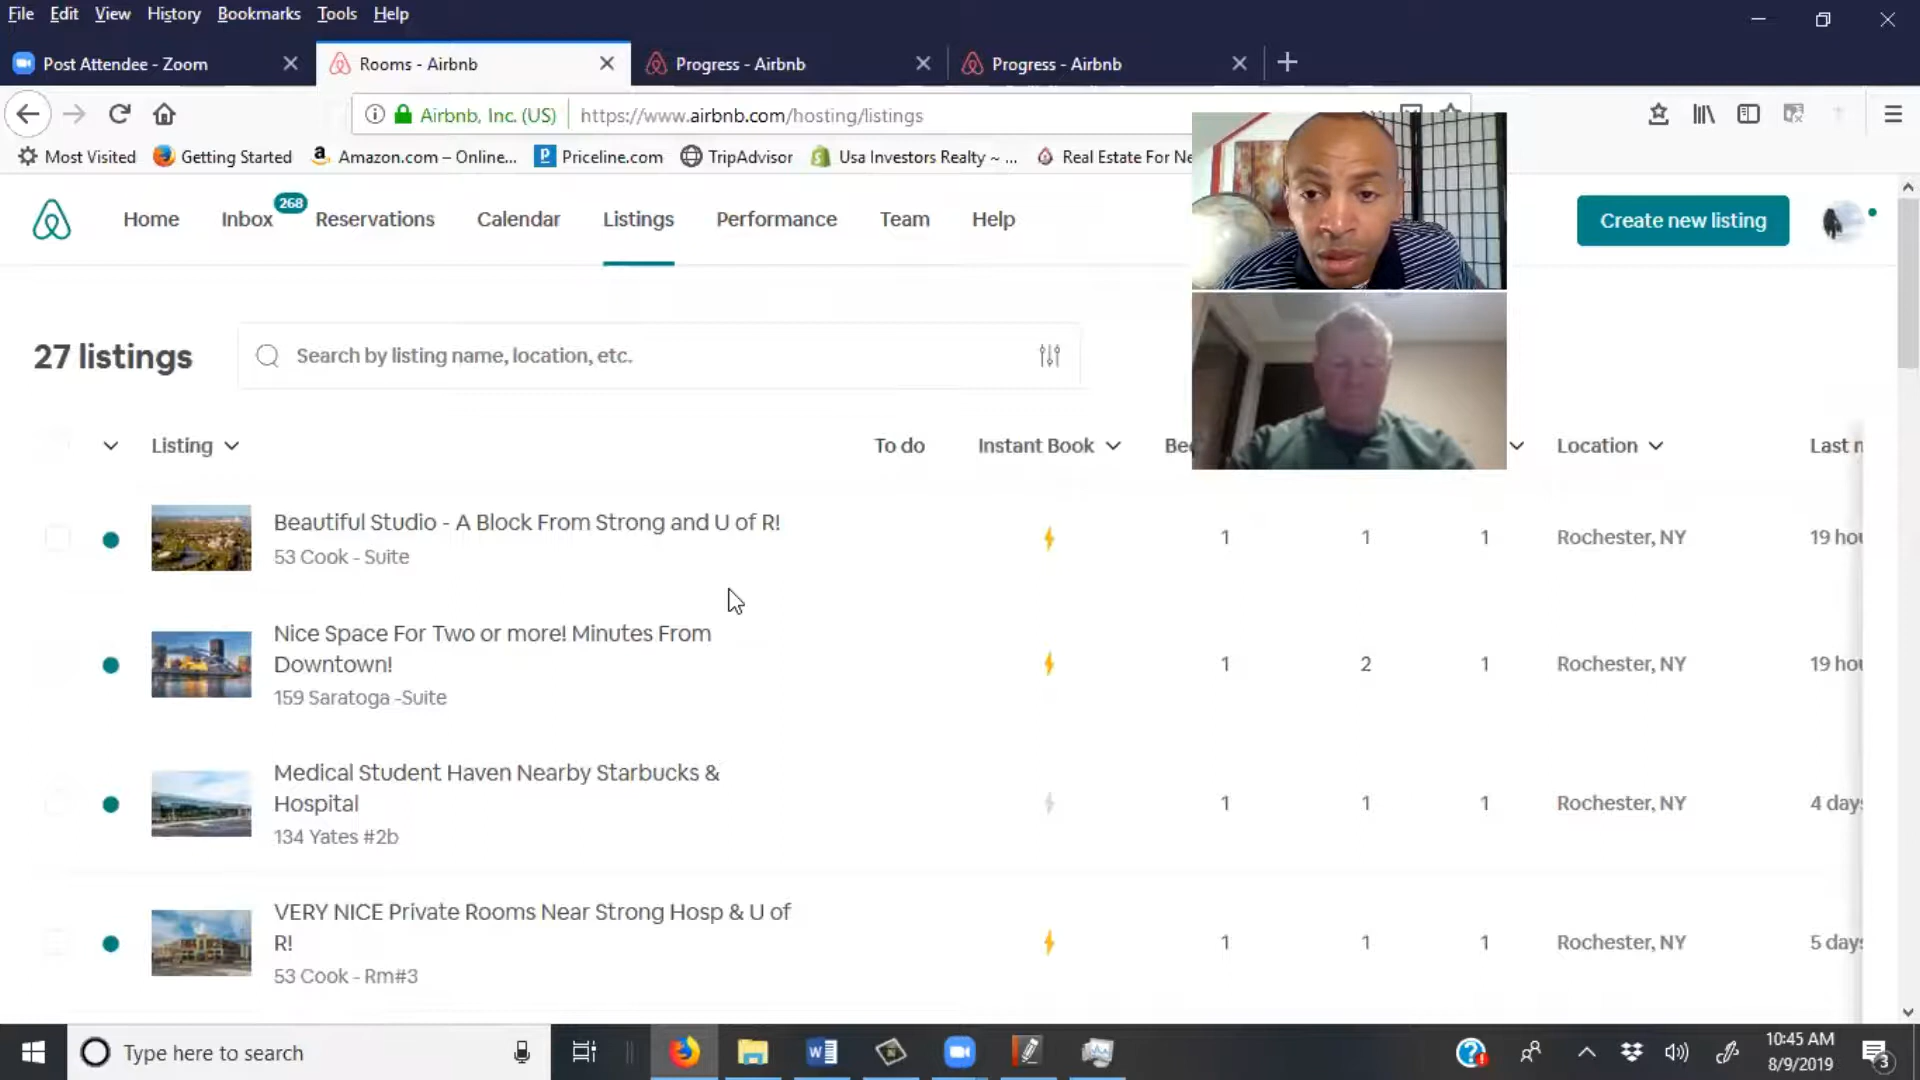 File Edit View History Bookmarks Tools Help
Post Attendee - Zoom
Rooms - Airbnb
Progress - Airbnb
Progress - Airbnb
Airbnb, Inc. (US)
https://www.airbnb.com/hosting/listings
Most Visited
Getting Started
Amazon.com – Online...
Priceline.com
TripAdvisor
Usa Investors Realty ~ ...
Real Estate For Ne
Home
Inbox
268
Reservations
Calendar
Listings
Performance
Team
Help
Create new listing
27 listings
Search by listing name, location, etc.
Listing
To do
Instant Book
Be
Location
Last
Beautiful Studio - A Block From Strong and U of R!
53 Cook - Suite
1 1 1 Rochester, NY 19 hou
Nice Space For Two or more! Minutes From
Downtown!
159 Saratoga -Suite
1 2 1 Rochester, NY 19 hou
Medical Student Haven Nearby Starbucks &
Hospital
134 Yates #2b
1 1 1 Rochester, NY 4 days
VERY NICE Private Rooms Near Strong Hosp & U of
R!
53 Cook - Rm#3
1 1 1 Rochester, NY 5 days
Type here to search
10:45 AM
8/9/2019
3